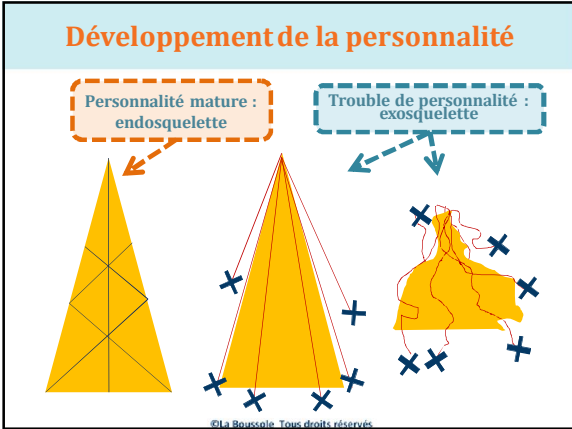 Développement de la personnalité
Personnalité mature :
endosquelette
Trouble de personnalité :
exosquelette
©La Boussole Tous droits réservés